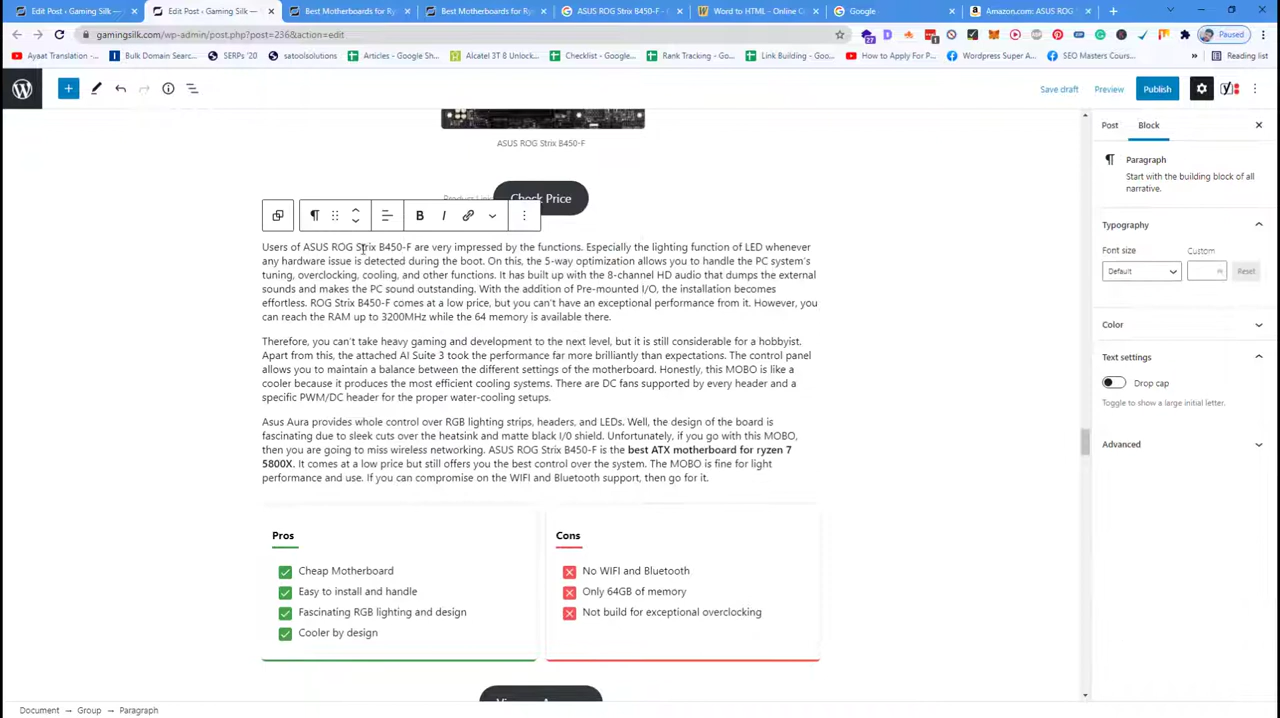 Edit Post ‹ Gaming Silk — ×
Edit Post ‹ Gaming Silk — ×
Best Motherboards for Ry ×
Best Motherboards for Ry ×
ASUS ROG Strix B450-F - G ×
Word to HTML - Online Co ×
Google ×
Amazon.com: ASUS ROG ×
gamingsilk.com/wp-admin/post.php?post=236&action=edit
Paused
Ayaat Translation -...
Bulk Domain Search...
SERPs '20
satoolsolutions
Articles - Google Sh...
Alcatel 3T 8 Unlock...
Checklist - Google...
Rank Tracking - Goo...
Link Building - Goo...
How to Apply For P...
Wordpress Super A...
SEO Masters Cours...
»
Reading list
Save draft
Preview
Publish
ASUS ROG Strix B450-F
Check Price
B I
Users of ASUS ROG Strix B450-F are very impressed by the functions. Especially the lighting function of LED whenever
any hardware issue is detected during the boot. On this, the 5-way optimization allows you to handle the PC system's
tuning, overclocking, cooling, and other functions. It has built up with the 8-channel HD audio that dumps the external
sounds and makes the PC sound outstanding. With the addition of Pre-mounted I/O, the installation becomes
effortless. ROG Strix B450-F comes at a low price, but you can't have an exceptional performance from it. However, you
can reach the RAM up to 3200MHz while the 64 memory is available there.
Therefore, you can't take heavy gaming and development to the next level, but it is still considerable for a hobbyist.
Apart from this, the attached AI Suite 3 took the performance far more brilliantly than expectations. The control panel
allows you to maintain a balance between the different settings of the motherboard. Honestly, this MOBO is like a
cooler because it produces the most efficient cooling systems. There are DC fans supported by every header and a
specific PWM/DC header for the proper water-cooling setups.
Asus Aura provides whole control over RGB lighting strips, headers, and LEDs. Well, the design of the board is
fascinating due to sleek cuts over the heatsink and matte black I/0 shield. Unfortunately, if you go with this MOBO,
then you are going to miss wireless networking. ASUS ROG Strix B450-F is the best ATX motherboard for ryzen 7
5800X. It comes at a low price but still offers you the best control over the system. The MOBO is fine for light
performance and use. If you can compromise on the WIFI and Bluetooth support, then go for it.
Pros
Cheap Motherboard
Easy to install and handle
Fascinating RGB lighting and design
Cooler by design
Cons
No WIFI and Bluetooth
Only 64GB of memory
Not build for exceptional overclocking
Post
Block
Paragraph
Start with the building block of all
narrative.
Typography
Font size
Custom
Default
Reset
Color
Text settings
Drop cap
Toggle to show a large initial letter.
Advanced
Document → Group → Paragraph